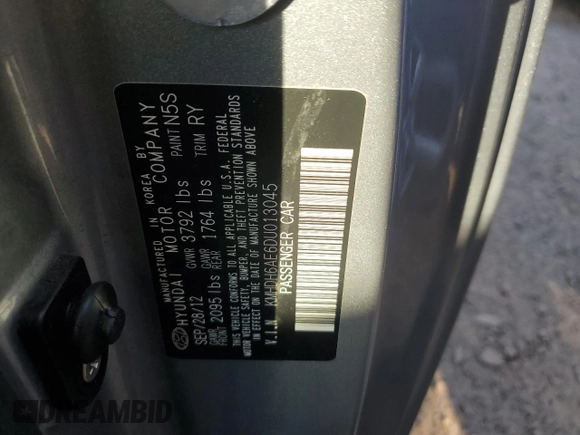 MANUFACTURED IN KOREA BY
HYUNDAI MOTOR COMPANY
SEP/28/12 GVWR 3792 lbs PAINT N5S
GAWR FRONT 2095 lbs GAWR REAR 1764 lbs TRIM RY
THIS VEHICLE CONFORMS TO ALL APPLICABLE U.S.A. FEDERAL
MOTOR VEHICLE SAFETY, BUMPER, AND THEFT PREVENTION STANDARDS
IN EFFECT ON THE DATE OF MANUFACTURE SHOWN ABOVE
V.I.N KMHDH6AE6DU013045
PASSENGER CAR
DREAMBID